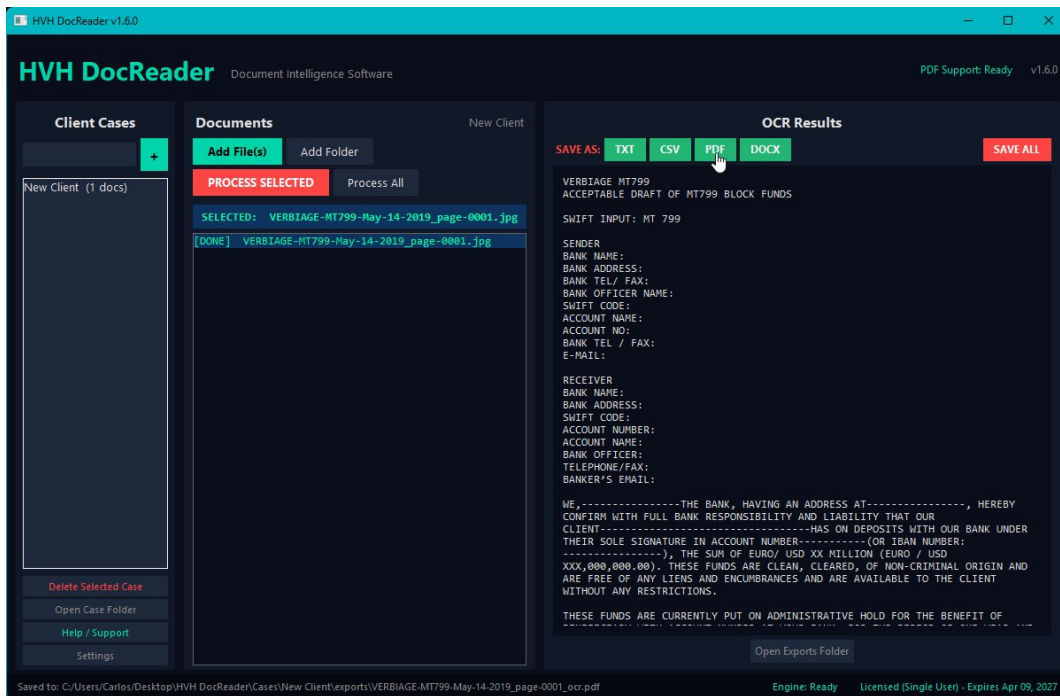 HVH DocReader v1.6.0
HVH DocReader Document Intelligence Software
PDF Support: Ready v1.6.0
Client Cases
+
New Client (1 docs)
Delete Selected Case
Open Case Folder
Help / Support
Settings
Documents New Client
Add File(s) Add Folder
PROCESS SELECTED Process All
SELECTED: VERBIAGE-MT799-May-14-2019_page-0001.jpg
[DONE] VERBIAGE-MT799-May-14-2019_page-0001.jpg
OCR Results
SAVE AS: TXT CSV PDF DOCX SAVE ALL
VERBIAGE MT799
ACCEPTABLE DRAFT OF MT799 BLOCK FUNDS
SWIFT INPUT: MT 799
SENDER
BANK NAME:
BANK ADDRESS:
BANK TEL/ FAX:
BANK OFFICER NAME:
SWIFT CODE:
ACCOUNT NAME:
ACCOUNT NO:
BANK TEL / FAX:
E-MAIL:
RECEIVER
BANK NAME:
BANK ADDRESS:
SWIFT CODE:
ACCOUNT NUMBER:
ACCOUNT NAME:
BANK OFFICER:
TELEPHONE/FAX:
BANKER'S EMAIL:
WE,----------------THE BANK, HAVING AN ADDRESS AT----------------, HEREBY
CONFIRM WITH FULL BANK RESPONSIBILITY AND LIABILITY THAT OUR
CLIENT----------------------------------HAS ON DEPOSITS WITH OUR BANK UNDER
THEIR SOLE SIGNATURE IN ACCOUNT NUMBER-----------(OR IBAN NUMBER:
----------------), THE SUM OF EURO/ USD XX MILLION (EURO / USD
XXX,000,000.00). THESE FUNDS ARE CLEAN, CLEARED, OF NON-CRIMINAL ORIGIN AND
ARE FREE OF ANY LIENS AND ENCUMBRANCES AND ARE AVAILABLE TO THE CLIENT
WITHOUT ANY RESTRICTIONS.
THESE FUNDS ARE CURRENTLY PUT ON ADMINISTRATIVE HOLD FOR THE BENEFIT OF
Open Exports Folder
Saved to: C:/Users/Carlos/Desktop\HVH DocReader\Cases\New Client\exports\VERBIAGE-MT799-May-14-2019_page-0001_ocr.pdf
Engine: Ready Licensed (Single User) - Expires Apr 09, 2027